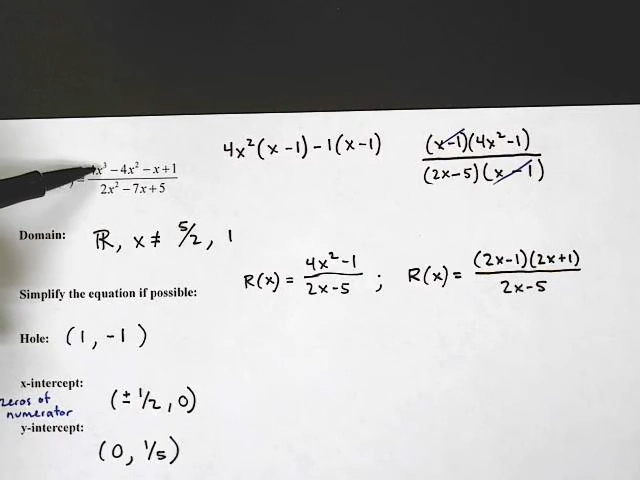 4x²(x-1)-1(x-1)
(x-1)(4x²-1)
(2x-5)(x-1)
x³ - 4x² - x + 1
2x² - 7x + 5
Domain: ℝ, x ≠ 5/2, 1
R(x) = 4x²-1 / 2x-5 ; R(x) = (2x-1)(2x+1) / 2x-5
Simplify the equation if possible:
Hole: (1, -1)
x-intercept:
zeros of numerator (± 1/2, 0)
y-intercept:
(0, 1/5)